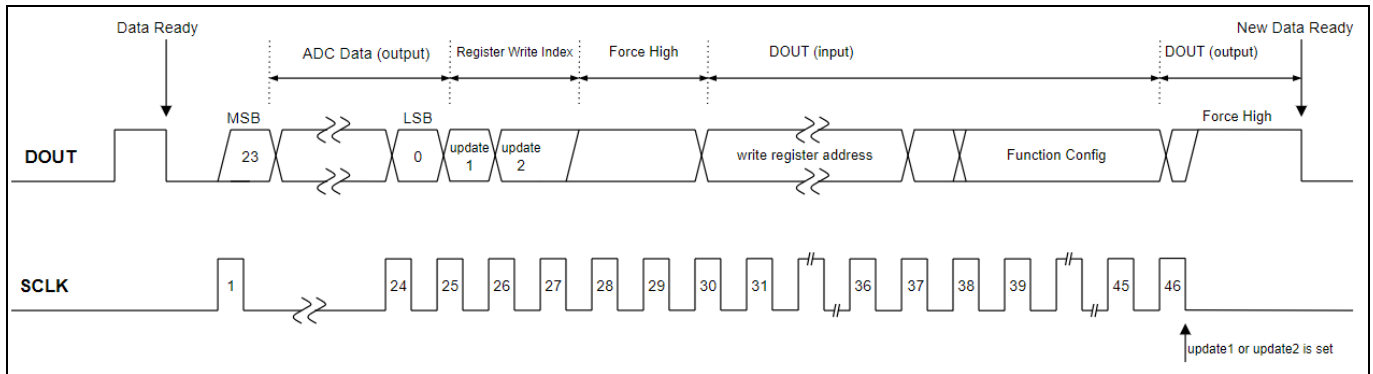 Data Ready
New Data Ready
ADC Data (output)
Register Write Index
Force High
DOUT (input)
DOUT (output)
MSB
LSB
Force High
DOUT
23
0
update
1
update
2
write register address
Function Config
SCLK
1
24
25
26
27
28
29
30
31
36
37
38
39
45
46
update1 or update2 is set